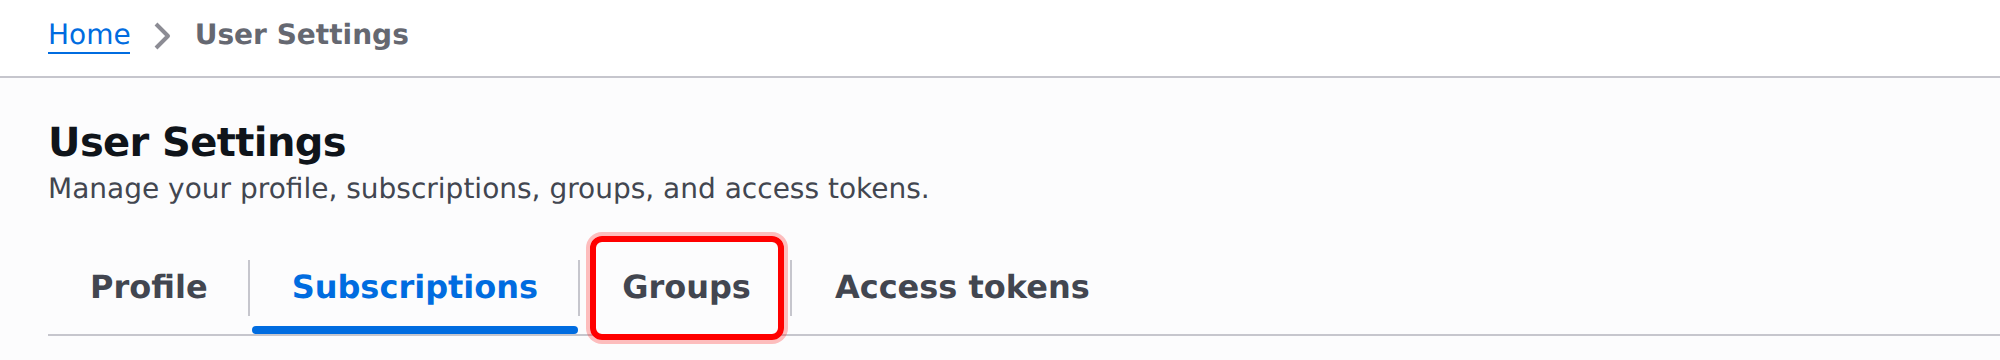 Home > User Settings
User Settings
Manage your profile, subscriptions, groups, and access tokens.
Profile Subscriptions Groups Access tokens